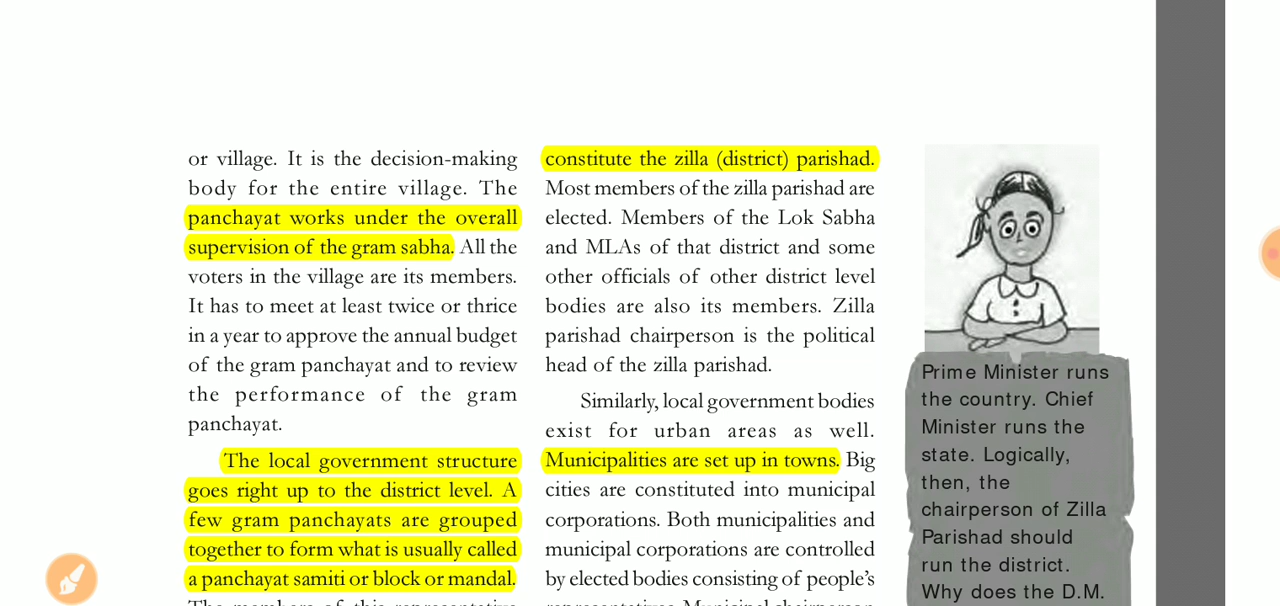 or village. It is the decision-making
body for the entire village. The
panchayat works under the overall
supervision of the gram sabha. All the
voters in the village are its members.
It has to meet at least twice or thrice
in a year to approve the annual budget
of the gram panchayat and to review
the performance of the gram
panchayat.
The local government structure
goes right up to the district level. A
few gram panchayats are grouped
together to form what is usually called
a panchayat samiti or block or mandal.
The members of this representative
constitute the zilla (district) parishad.
Most members of the zilla parishad are
elected. Members of the Lok Sabha
and MLAs of that district and some
other officials of other district level
bodies are also its members. Zilla
parishad chairperson is the political
head of the zilla parishad.
Similarly, local government bodies
exist for urban areas as well.
Municipalities are set up in towns. Big
cities are constituted into municipal
corporations. Both municipalities and
municipal corporations are controlled
by elected bodies consisting of people’s
representatives. Municipal chairperson
Prime Minister runs
the country. Chief
Minister runs the
state. Logically,
then, the
chairperson of Zilla
Parishad should
run the district.
Why does the D.M.